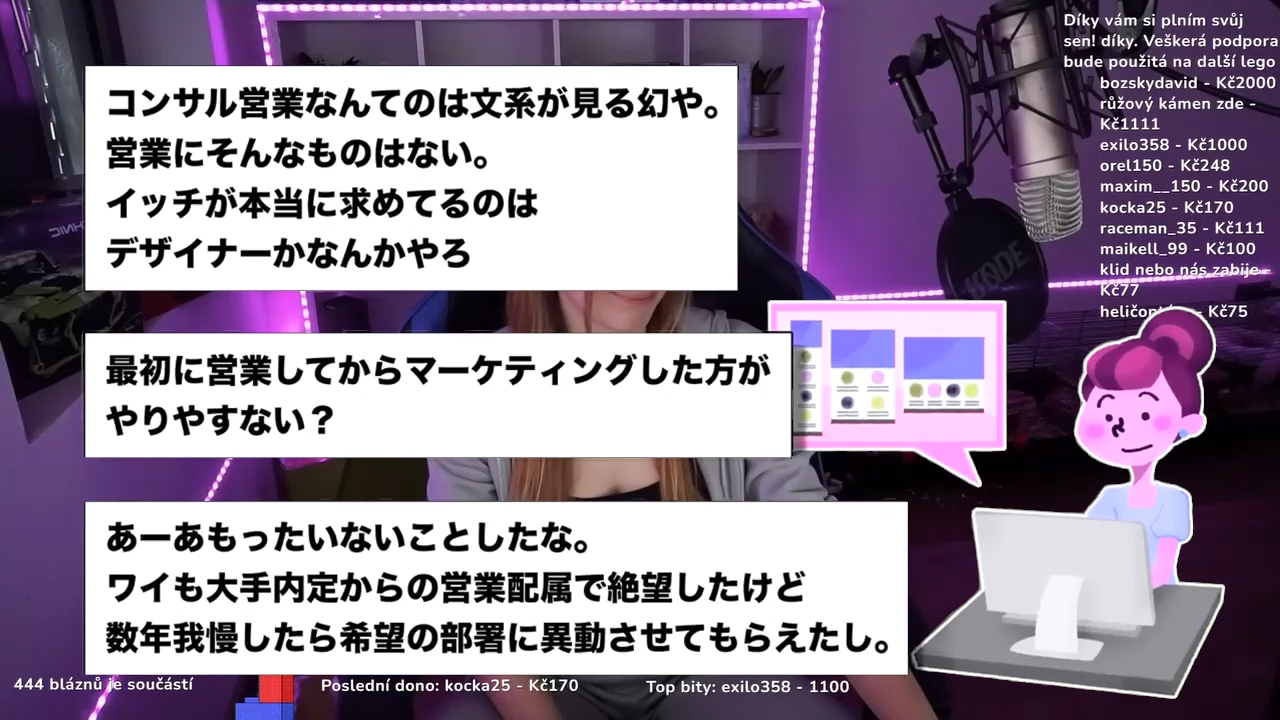 コンサル営業なんてのは文系が見る幻や。
営業にそんなものはない。
イッチが本当に求めてるのは
デザイナーかなんかやろ
最初に営業してからマーケティングした方が
やりやすない？
あーあもったいないことしたな。
ワイも大手内定からの営業配属で絶望したけど
数年我慢したら希望の部署に異動させてもらえたし。
Díky vám si plním svůj
sen! díky. Veškerá podpora
bude použitá na další lego
bozskydavid - Kč2000
růžový kámen zde -
Kč1111
exilo358 - Kč1000
orel150 - Kč248
maxim__150 - Kč200
kocka25 - Kč170
raceman_35 - Kč111
maikell_99 - Kč100
klid nebo nás zabije -
Kč77
- Kč75
KODE
444 bláznů je součástí
Poslední dono: kocka25 - Kč170
Top bity: exilo358 - 1100